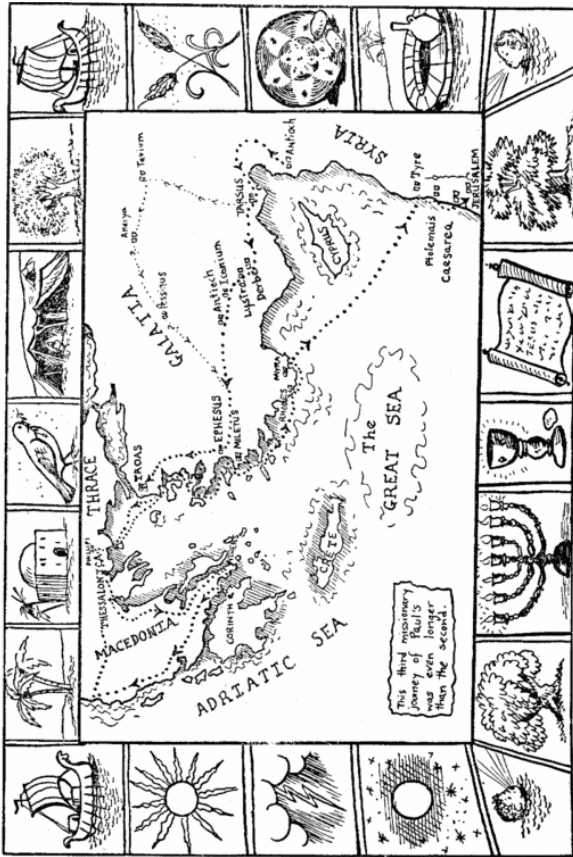 THRACE
PHILIPPI
THESSALONICA
MACEDONIA
TROAS
GALATIA
Pessinus
Ancyra
Tavium
EPHESUS
MILETUS
Antioch
Iconium
Lystra
Derbe
TARSUS
Antioch
SYRIA
CORINTH
ADRIATIC SEA
CRETE
RHODES
MYRA
CYPRUS
The
GREAT SEA
Tyre
Ptolemais
Caesarea
JERUSALEM
This third missionary
journey of Paul's
was even longer
than the second.
JESUS